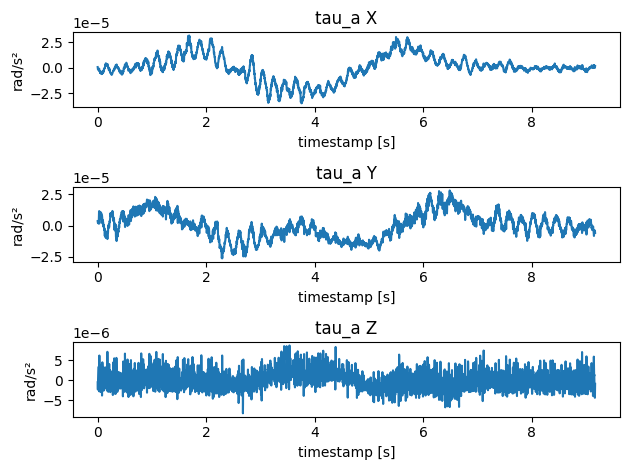 tau_a X
1e−5
2.5
0.0
−2.5
rad/s²
0 2 4 6 8
timestamp [s]
tau_a Y
1e−5
2.5
0.0
−2.5
rad/s²
0 2 4 6 8
timestamp [s]
tau_a Z
1e−6
5
0
−5
rad/s²
0 2 4 6 8
timestamp [s]